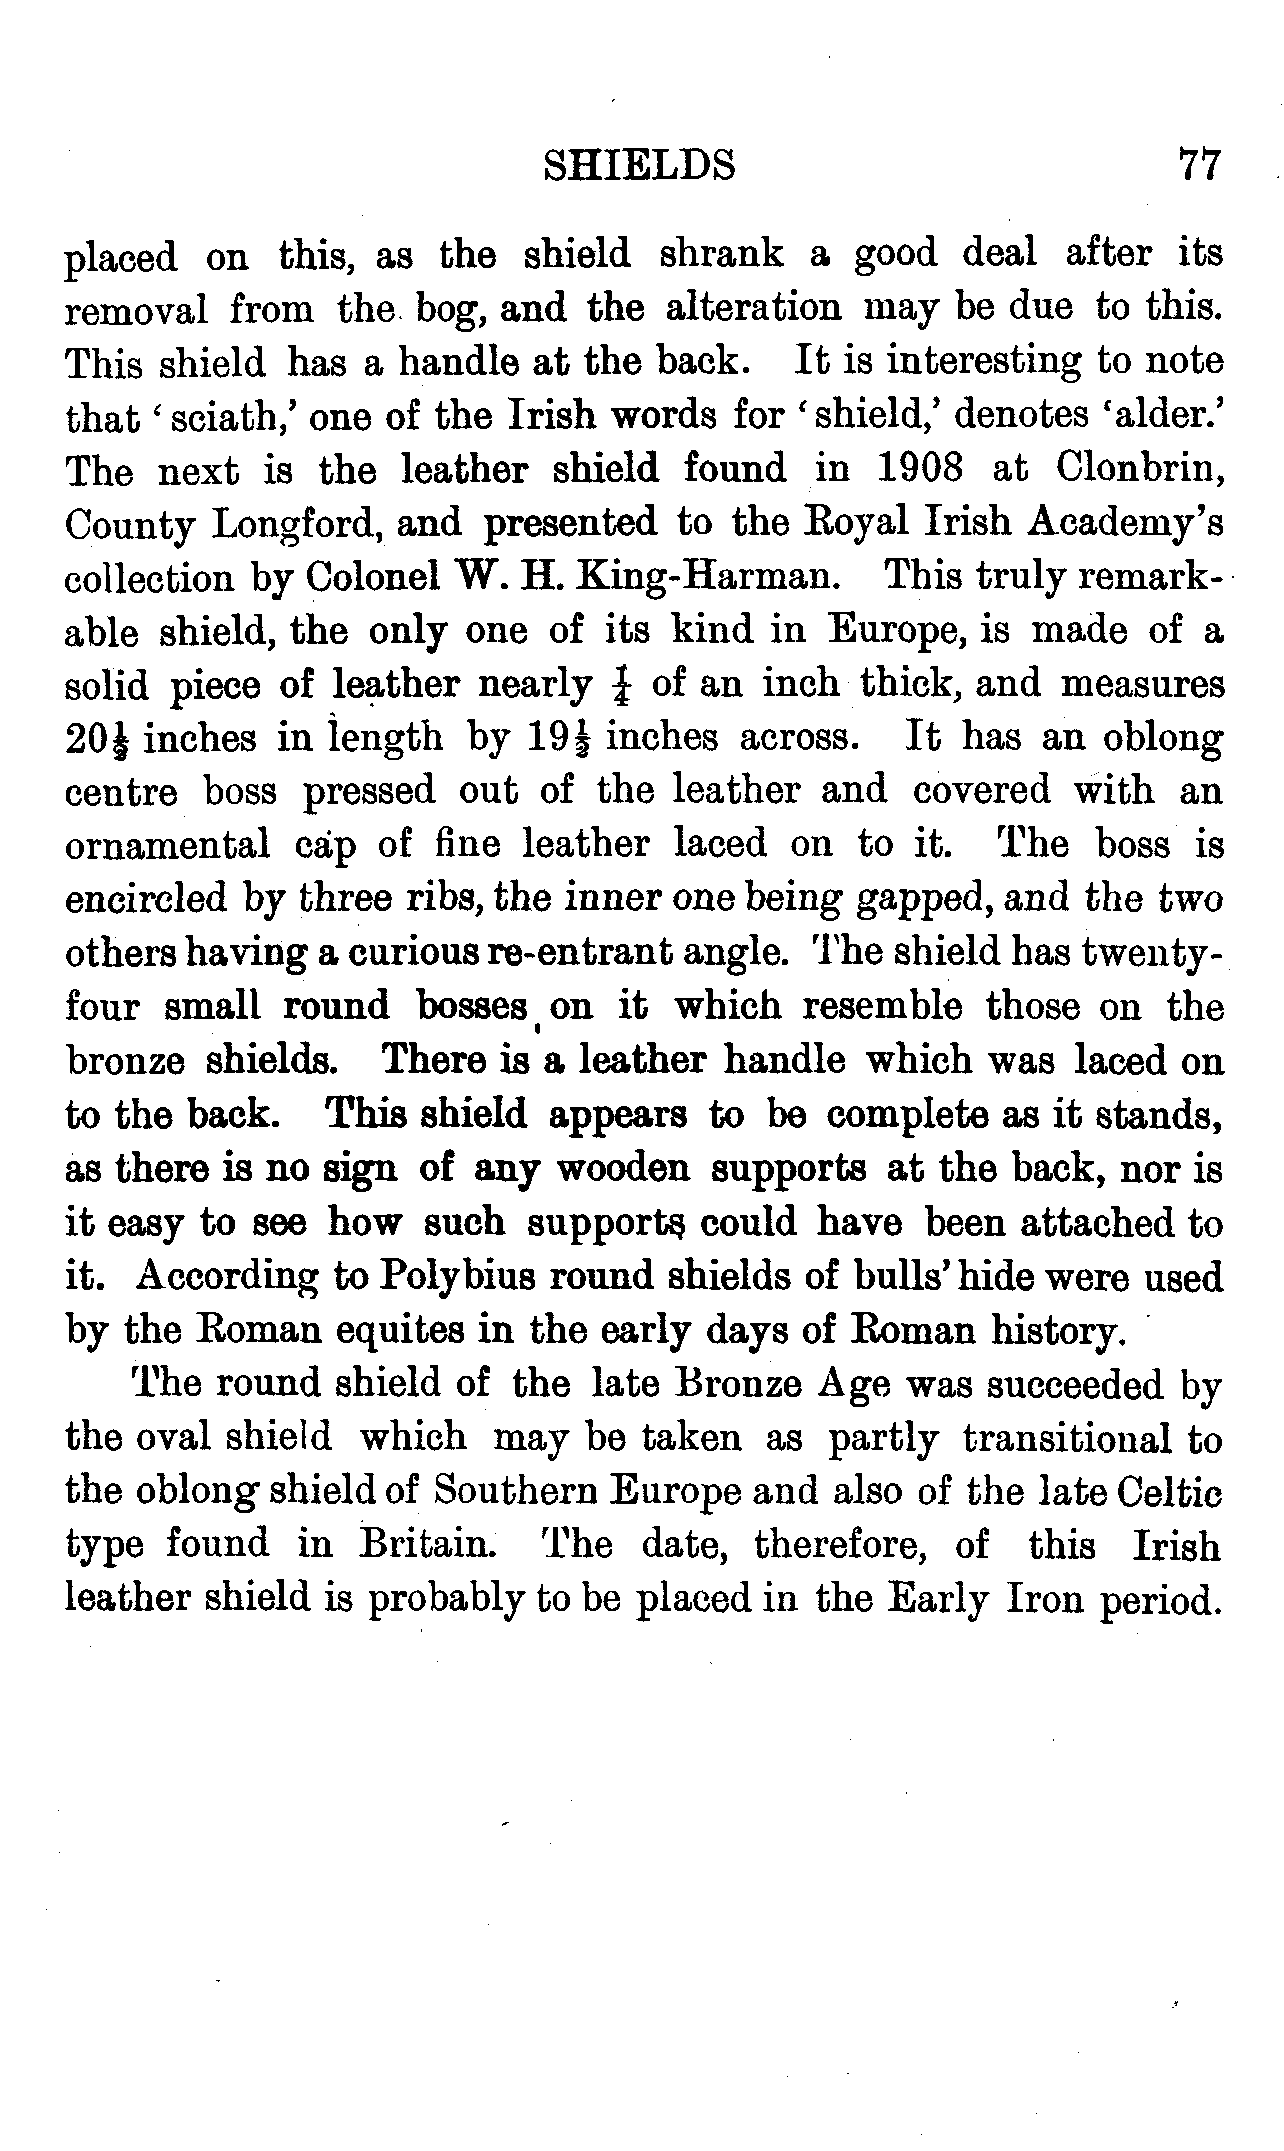 SHIELDS 77
placed on this, as the shield shrank a good deal after its
removal from the bog, and the alteration may be due to this.
This shield has a handle at the back. It is interesting to note
that ‘ sciath,’ one of the Irish words for ‘ shield,’ denotes ‘alder.’
The next is the leather shield found in 1908 at Clonbrin,
County Longford, and presented to the Royal Irish Academy’s
collection by Colonel W. H. King-Harman. This truly remark-
able shield, the only one of its kind in Europe, is made of a
solid piece of leather nearly ¼ of an inch thick, and measures
20½ inches in length by 19½ inches across. It has an oblong
centre boss pressed out of the leather and covered with an
ornamental cap of fine leather laced on to it. The boss is
encircled by three ribs, the inner one being gapped, and the two
others having a curious re-entrant angle. The shield has twenty-
four small round bosses on it which resemble those on the
bronze shields. There is a leather handle which was laced on
to the back. This shield appears to be complete as it stands,
as there is no sign of any wooden supports at the back, nor is
it easy to see how such supports could have been attached to
it. According to Polybius round shields of bulls’ hide were used
by the Roman equites in the early days of Roman history.
The round shield of the late Bronze Age was succeeded by
the oval shield which may be taken as partly transitional to
the oblong shield of Southern Europe and also of the late Celtic
type found in Britain. The date, therefore, of this Irish
leather shield is probably to be placed in the Early Iron period.